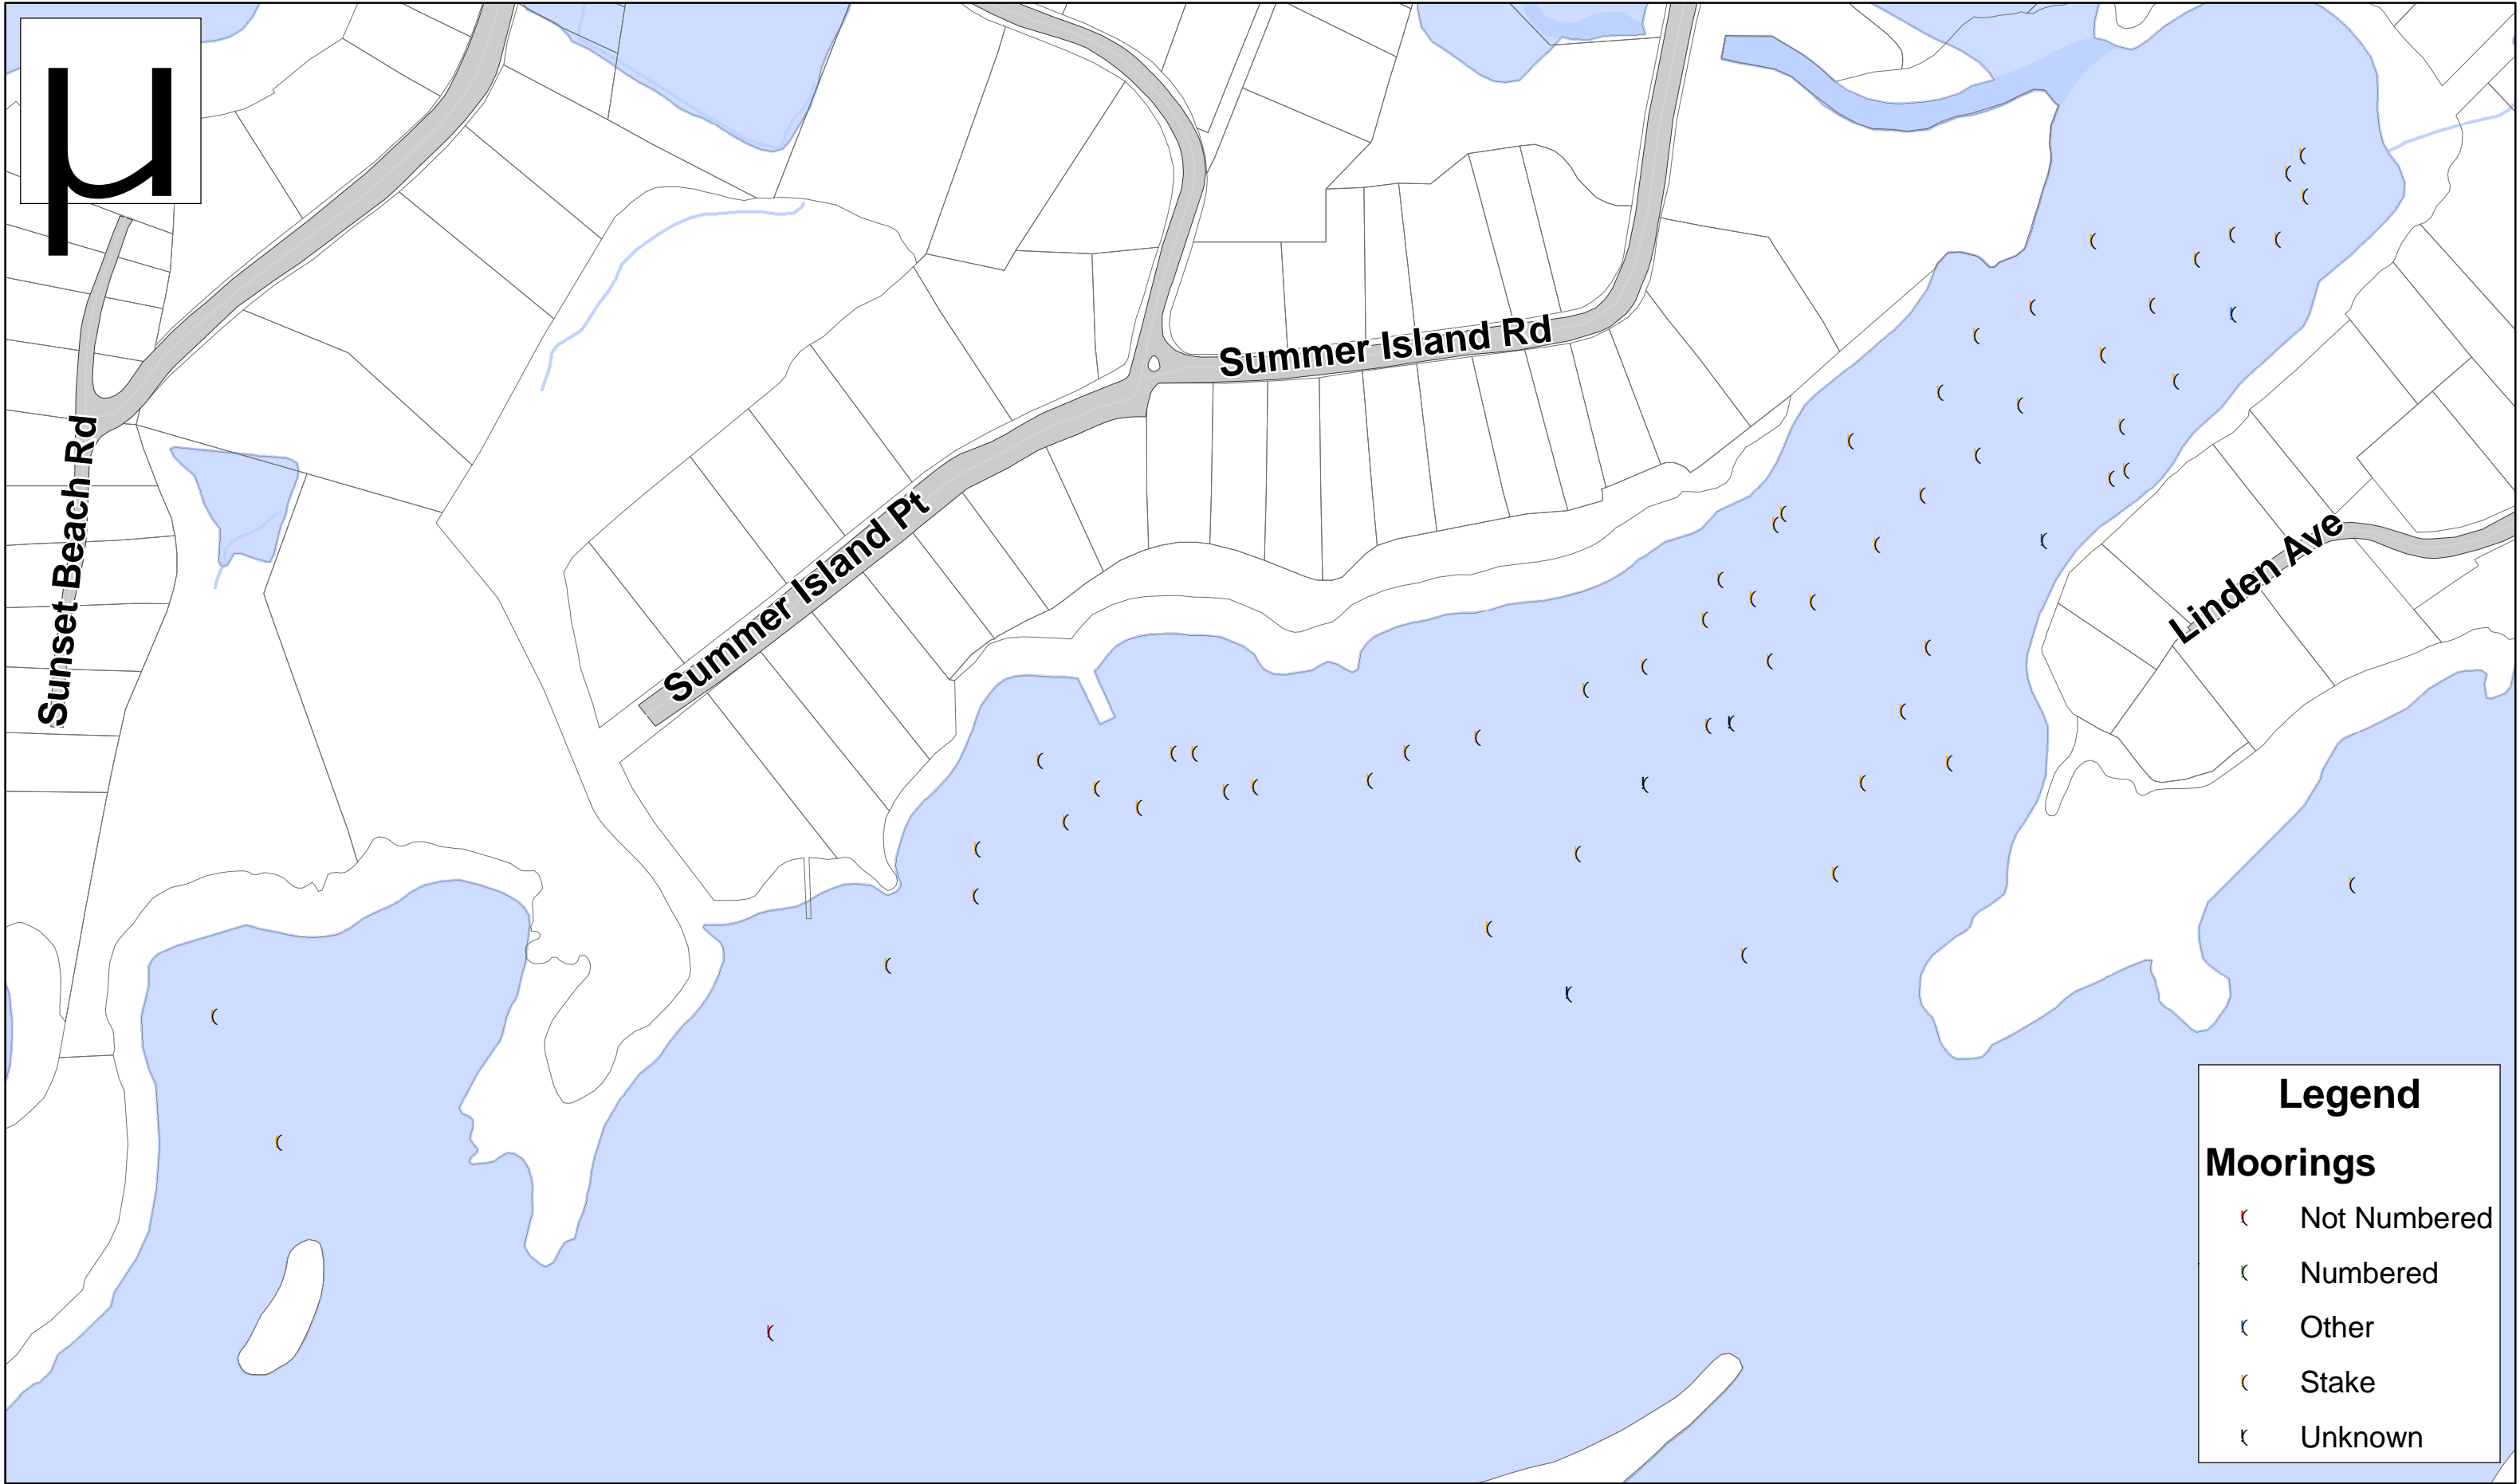 µ
Summer Island Rd
Sunset Beach Rd
Summer Island Pt
Linden Ave
Legend
Moorings
Not Numbered
Numbered
Other
Stake
Unknown